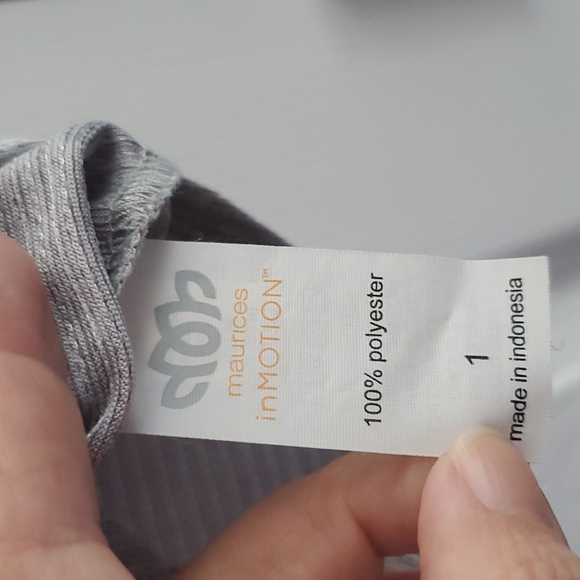 maurices
inMOTION™
100% polyester
1
made in indonesia